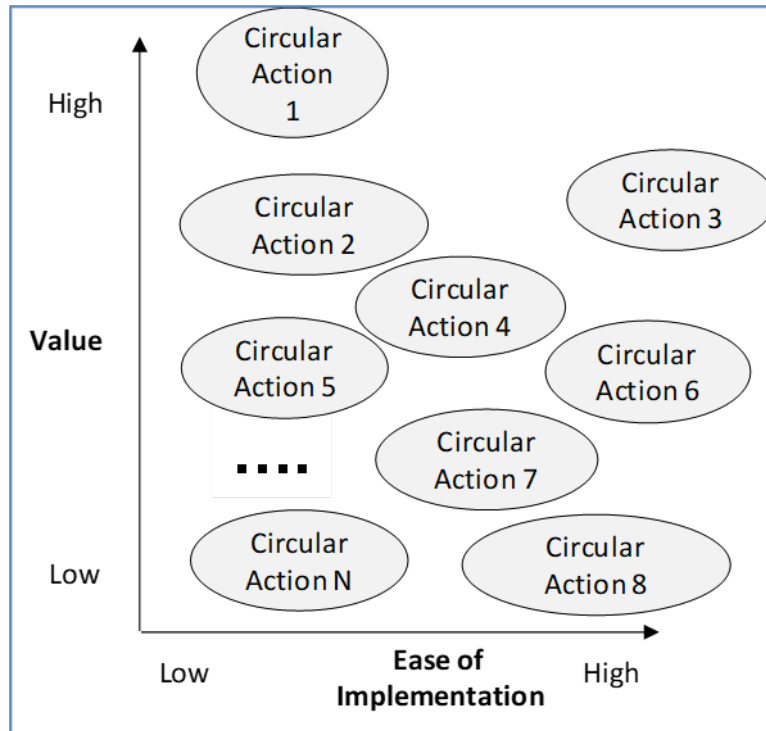 Circular
Action
1
High
Circular
Action 3
Circular
Action 2
Circular
Action 4
Value
Circular
Action 5
Circular
Action 6
Circular
Action 7
....
Circular
Action N
Circular
Action 8
Low
Low
Ease of
Implementation
High